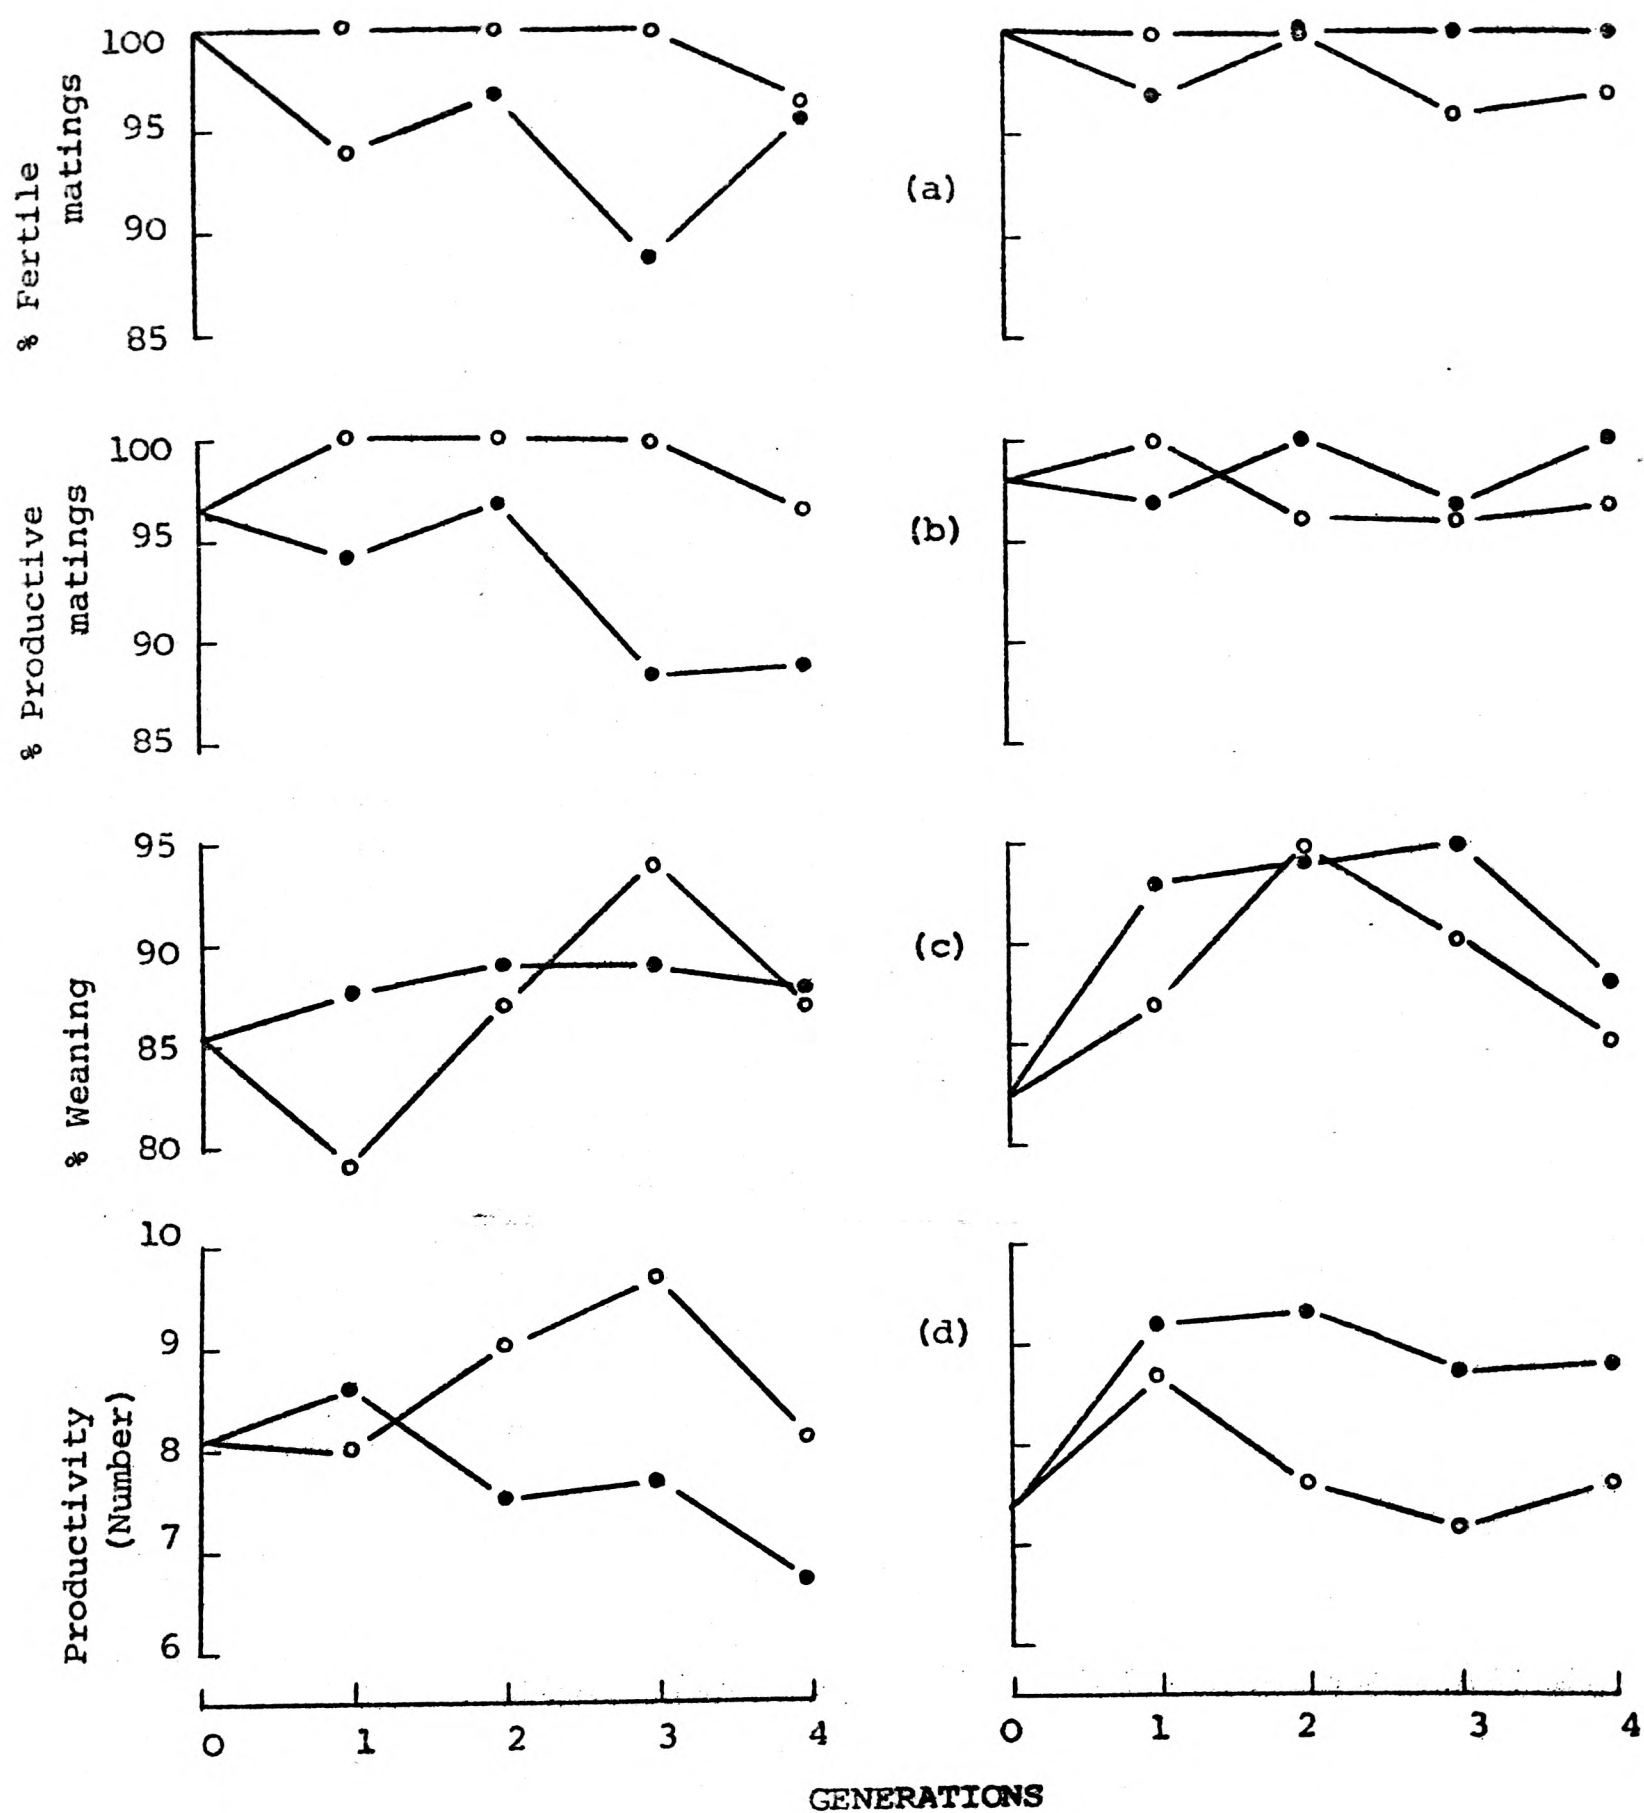 % Fertile
matings
100
95
90
85
(a)
% Productive
matings
100
95
90
85
(b)
% Weaning
95
90
85
80
(c)
Productivity
(Number)
10
9
8
7
6
(d)
0 1 2 3 4
0 1 2 3 4
GENERATIONS